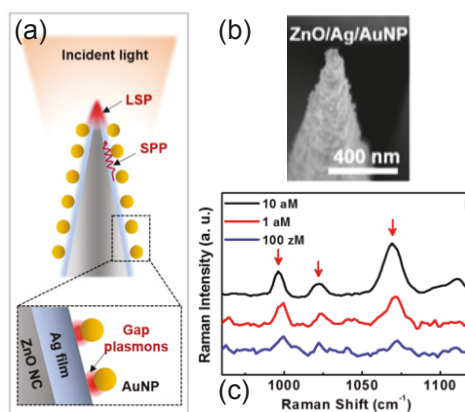 (a)
Incident light
LSP
SPP
Gap
plasmons
Ag film
ZnO NC
AuNP
(b)
ZnO/Ag/AuNP
400 nm
10 aM
1 aM
100 zM
Raman Intensity (a. u.)
(c)
1000
1050
1100
Raman Shift (cm⁻¹)